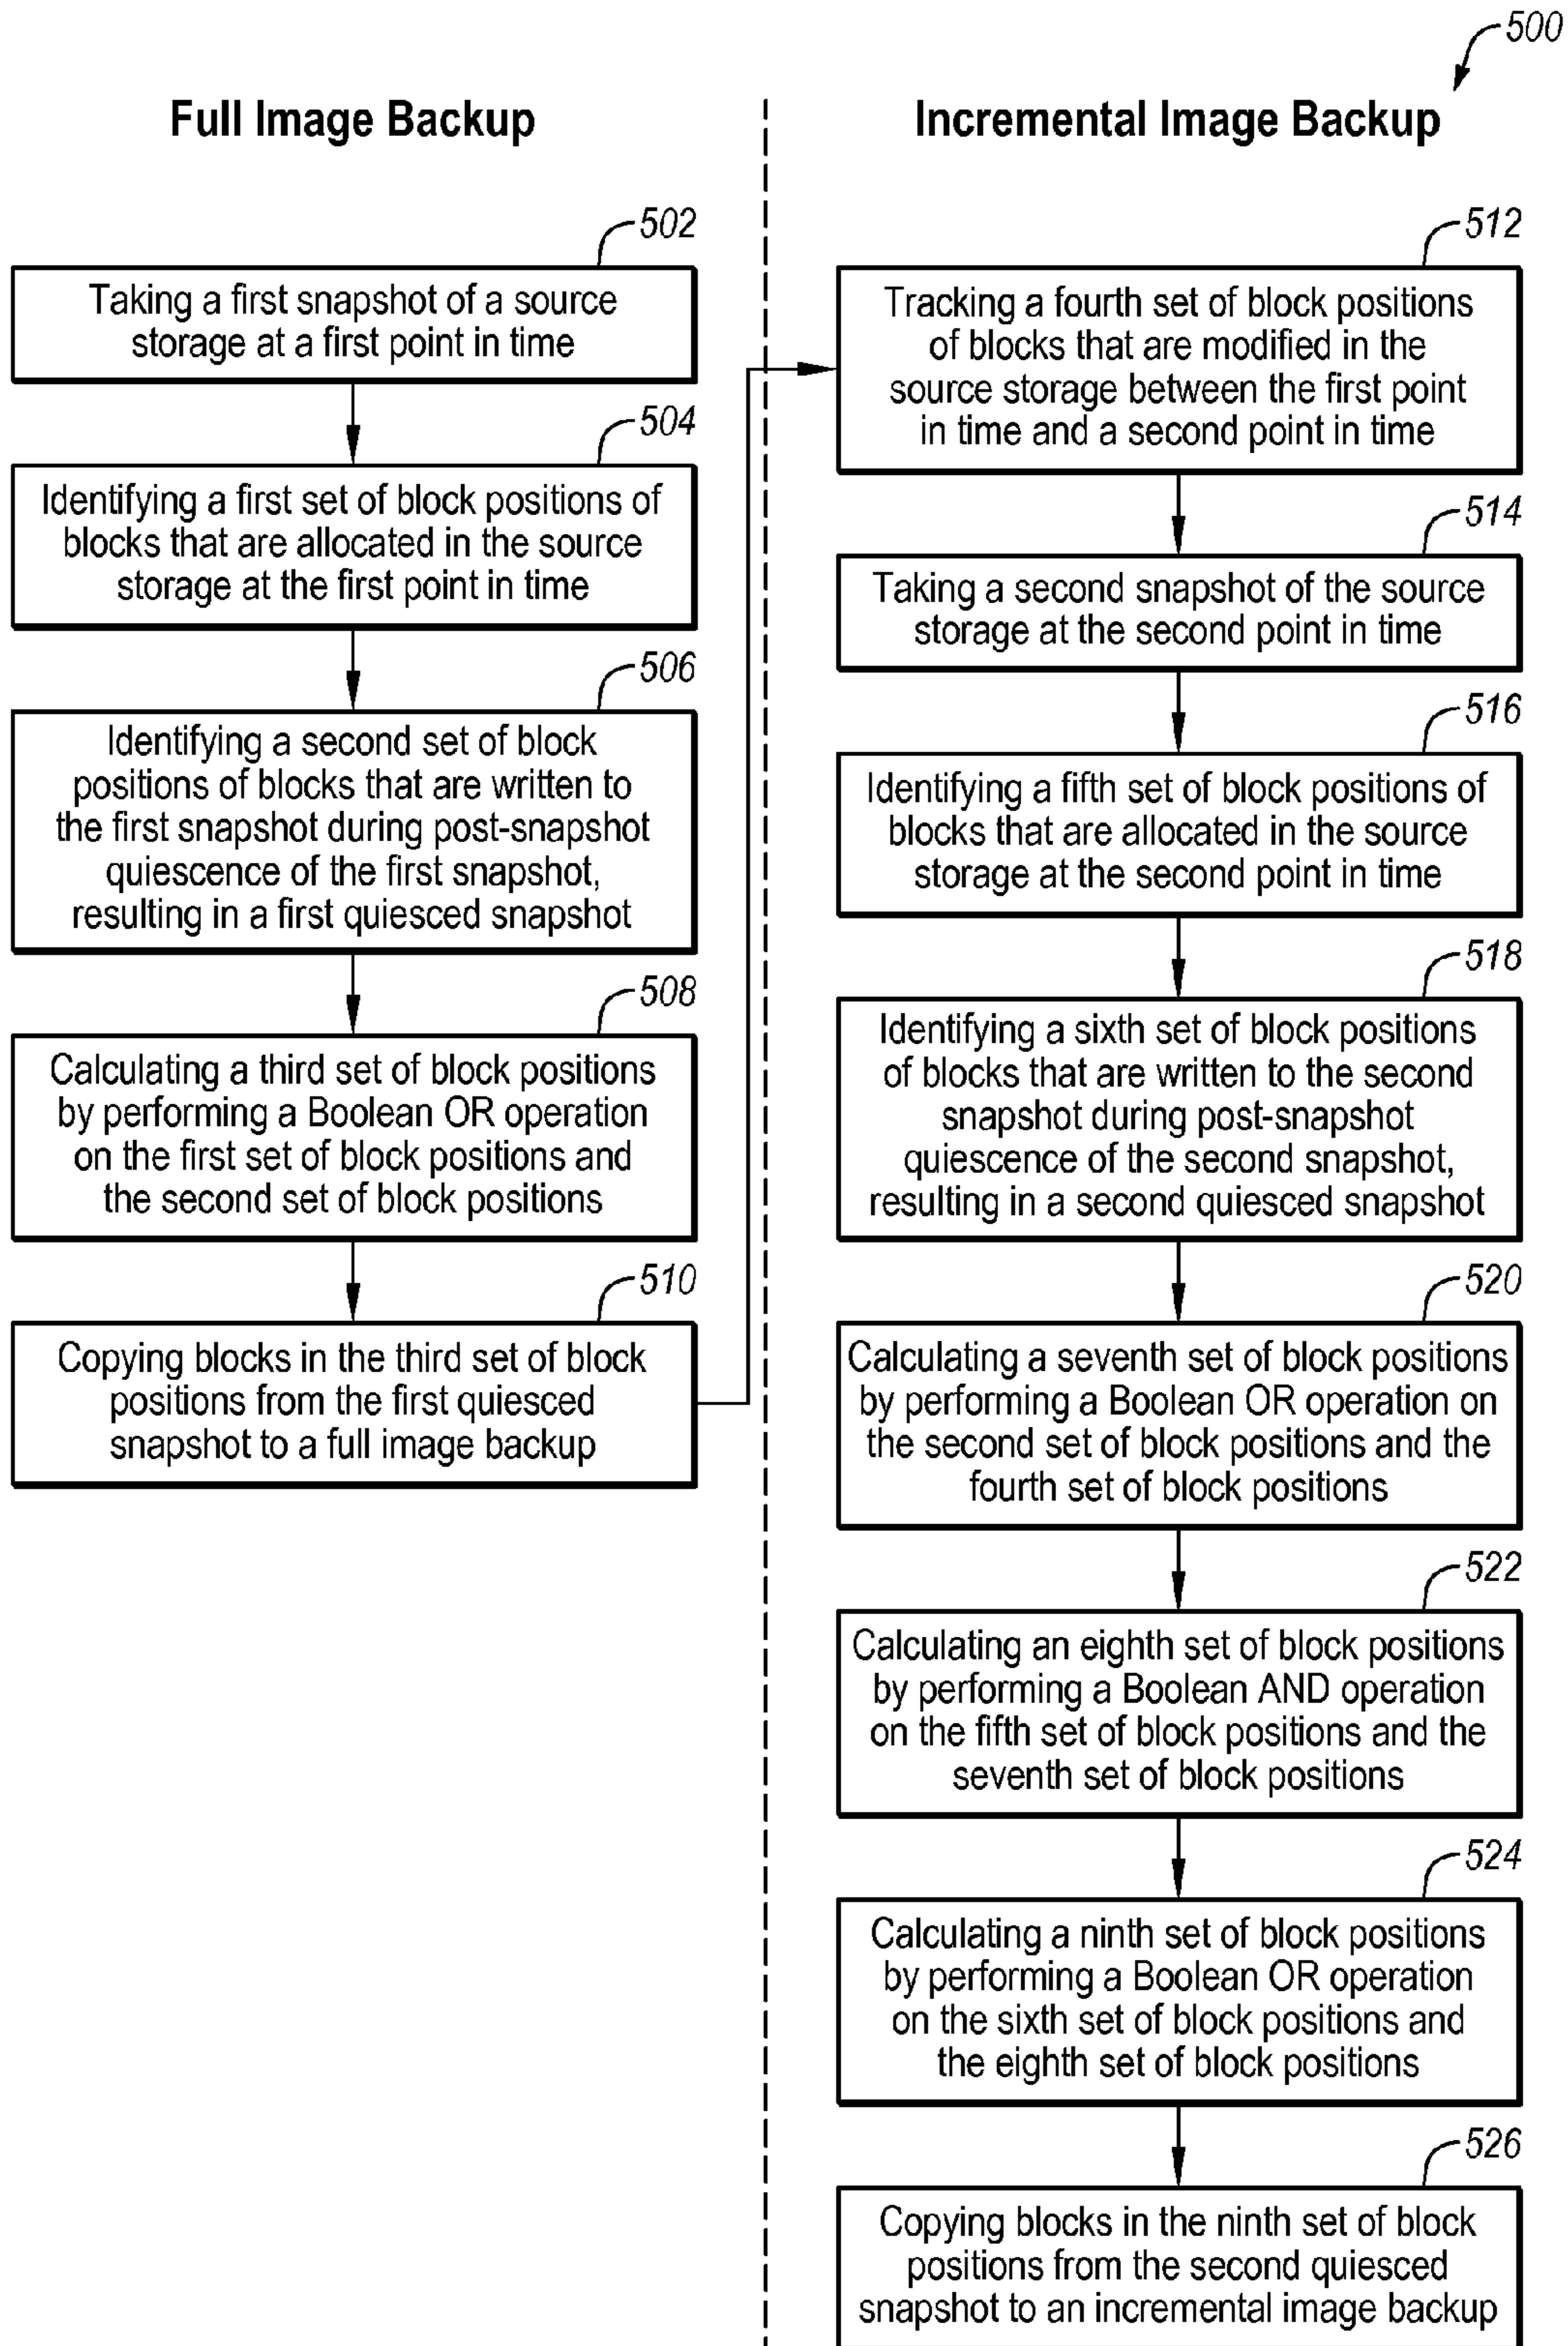 500
Full Image Backup
502
Taking a first snapshot of a source
storage at a first point in time
504
Identifying a first set of block positions of
blocks that are allocated in the source
storage at the first point in time
506
Identifying a second set of block
positions of blocks that are written to
the first snapshot during post-snapshot
quiescence of the first snapshot,
resulting in a first quiesced snapshot
508
Calculating a third set of block positions
by performing a Boolean OR operation
on the first set of block positions and
the second set of block positions
510
Copying blocks in the third set of block
positions from the first quiesced
snapshot to a full image backup
Incremental Image Backup
512
Tracking a fourth set of block positions
of blocks that are modified in the
source storage between the first point
in time and a second point in time
514
Taking a second snapshot of the source
storage at the second point in time
516
Identifying a fifth set of block positions of
blocks that are allocated in the source
storage at the second point in time
518
Identifying a sixth set of block positions
of blocks that are written to the second
snapshot during post-snapshot
quiescence of the second snapshot,
resulting in a second quiesced snapshot
520
Calculating a seventh set of block positions
by performing a Boolean OR operation on
the second set of block positions and the
fourth set of block positions
522
Calculating an eighth set of block positions
by performing a Boolean AND operation
on the fifth set of block positions and the
seventh set of block positions
524
Calculating a ninth set of block positions
by performing a Boolean OR operation
on the sixth set of block positions and
the eighth set of block positions
526
Copying blocks in the ninth set of block
positions from the second quiesced
snapshot to an incremental image backup